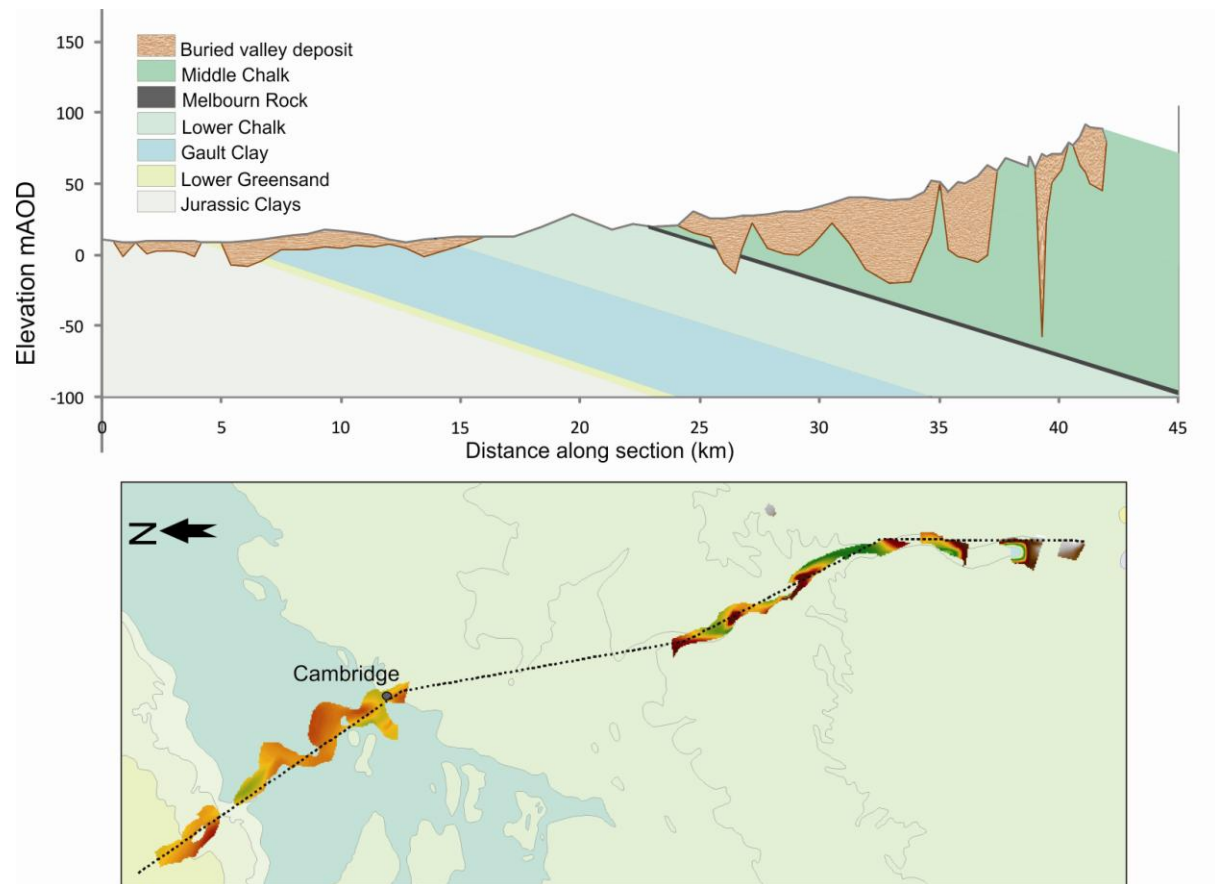 150
100
50
0
-50
-100
Elevation mAOD
Buried valley deposit
Middle Chalk
Melbourn Rock
Lower Chalk
Gault Clay
Lower Greensand
Jurassic Clays
0 5 10 15 20 25 30 35 40 45
Distance along section (km)
N
Cambridge